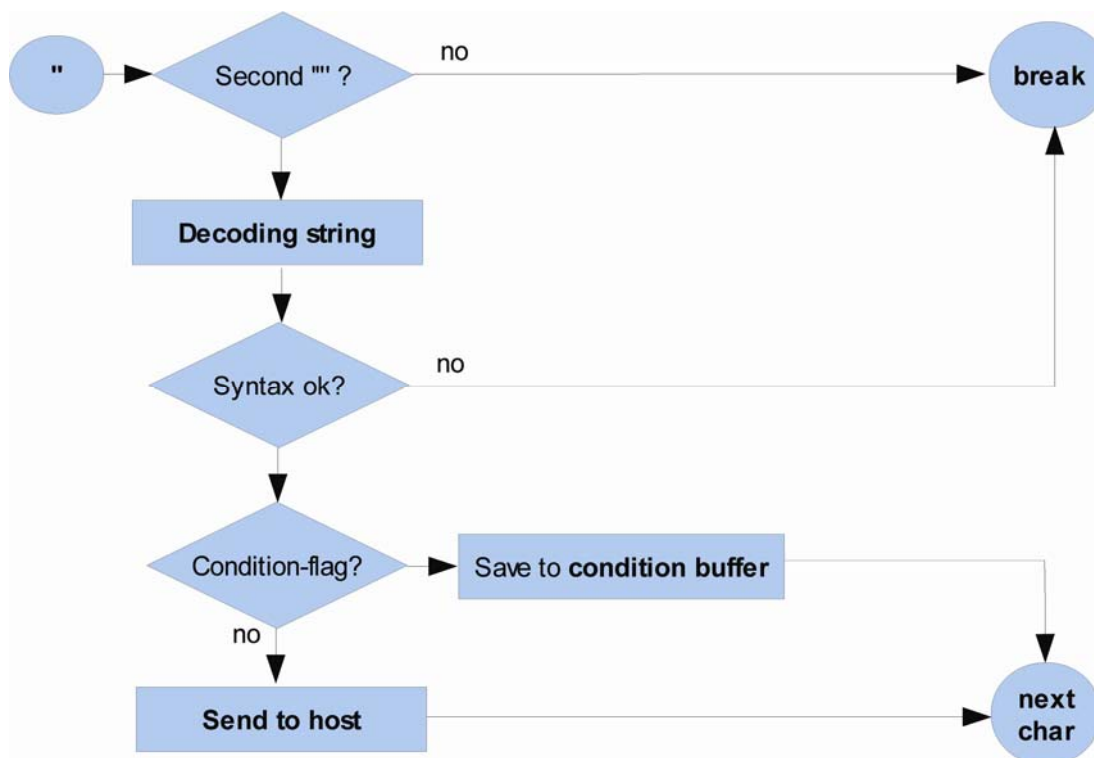 "
Second "" ?
no
break
Decoding string
Syntax ok?
no
Condition-flag?
Save to condition buffer
no
Send to host
next
char